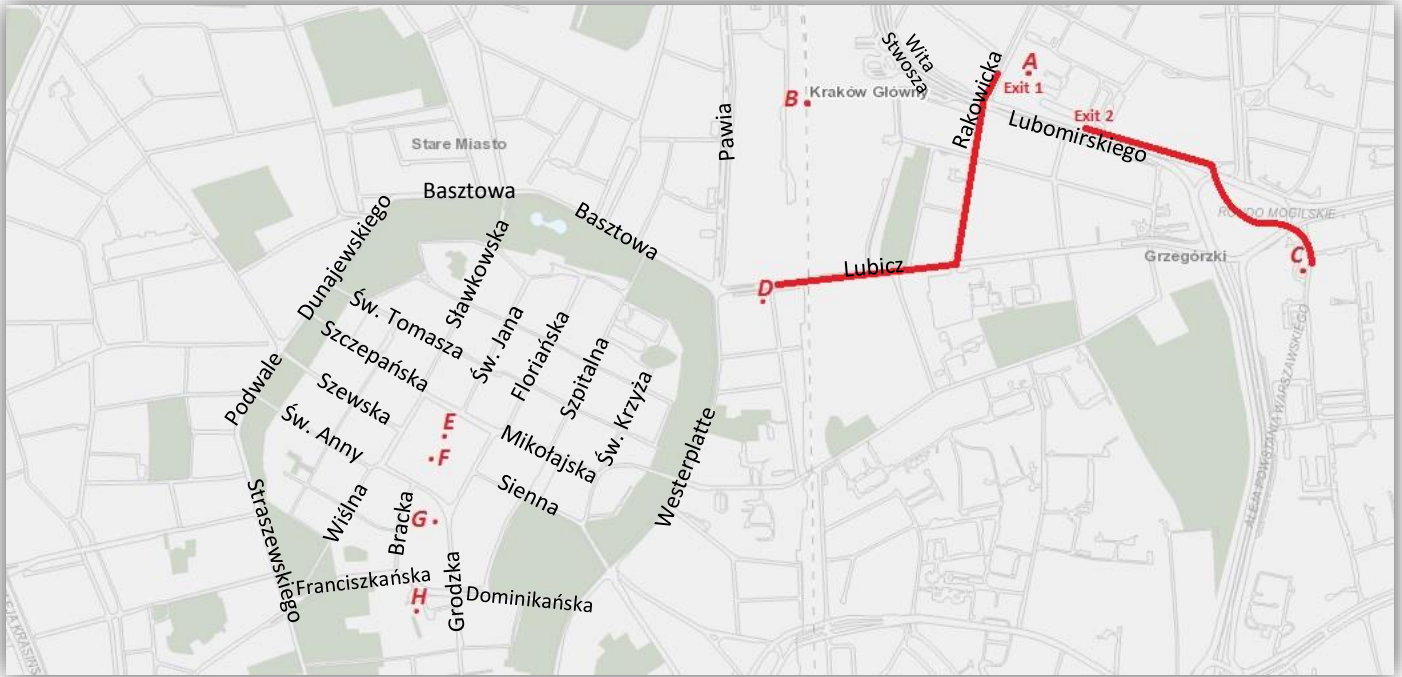 Wita
Stwosza
Rakowicka
A
Exit 1
B
Kraków Główny
Exit 2
Lubomirskiego
Pawia
Stare Miasto
Basztowa
Basztowa
Dunajewskiego
Sławkowska
RONDO MOGILSKIE
Grzegórzki
C
Lubicz
D
Św. Tomasza
Św. Jana
Floriańska
Szczepańska
Szpitalna
Św. Krzyża
Podwale
Szewska
Św. Anny
E
F
Mikołajska
Sienna
Westerplatte
ALEJA POWSTANIA WARSZAWSKIEGO
Straszewskiego
Wiślna
Bracka
G
Grodzka
Franciszkańska
H
Dominikańska